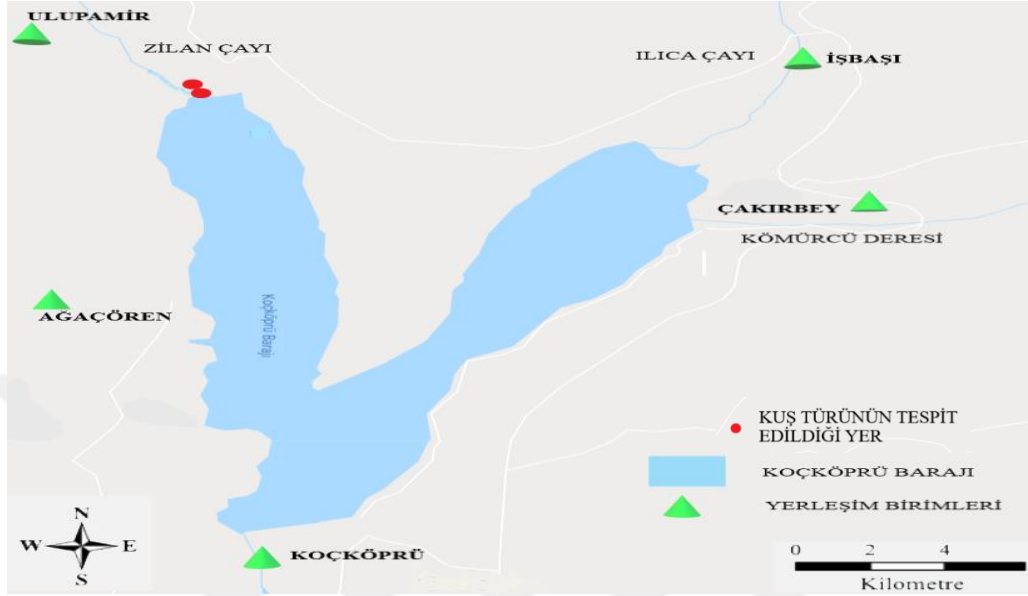 ULUPAMİR
ZİLAN ÇAYI
ILICA ÇAYI
İŞBAŞI
ÇAKIRBEY
KÖMÜRCÜ DERESİ
Koçköprü Barajı
AĞAÇÖREN
KUŞ TÜRÜNÜN TESPİT
EDİLDİĞİ YER
KOÇKÖPRÜ BARAJI
YERLEŞİM BİRİMLERİ
N
W E
S
KOÇKÖPRÜ
0 2 4
Kilometre